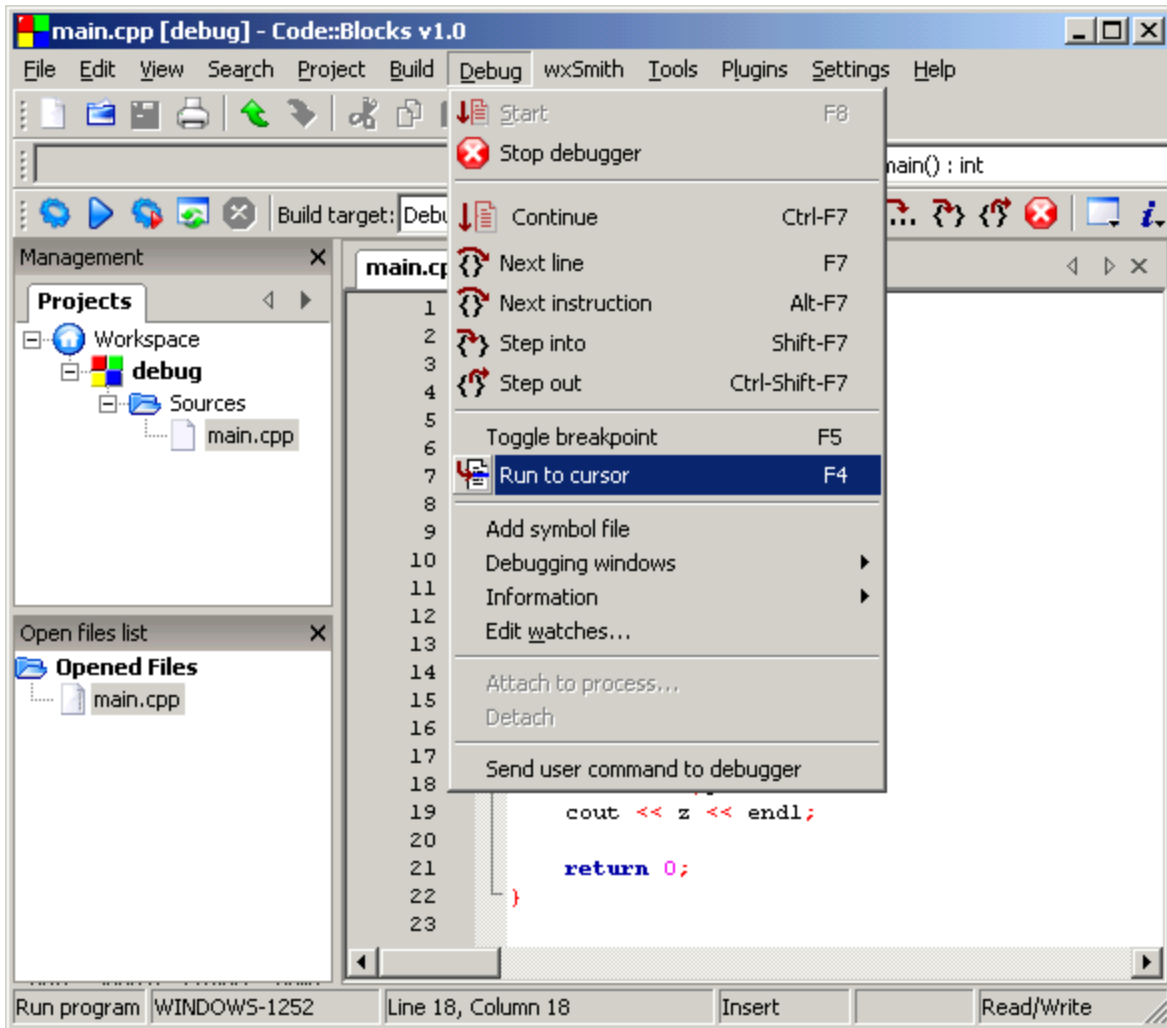 main.cpp [debug] - Code::Blocks v1.0
File Edit View Search Project Build Debug wxSmith Tools Plugins Settings Help
Start F8
Stop debugger
main() : int
Build target: Debu
Continue Ctrl-F7
Next line F7
Next instruction Alt-F7
Step into Shift-F7
Step out Ctrl-Shift-F7
Toggle breakpoint F5
Run to cursor F4
Add symbol file
Debugging windows
Information
Edit watches...
Attach to process...
Detach
Send user command to debugger
Management
Projects
Workspace
debug
Sources
main.cpp
Open files list
Opened Files
main.cpp
main.cp
1
2
3
4
5
6
7
8
9
10
11
12
13
14
15
16
17
18
19 cout << z << endl;
20
21 return 0;
22 }
23
Run program WINDOWS-1252 Line 18, Column 18 Insert Read/Write